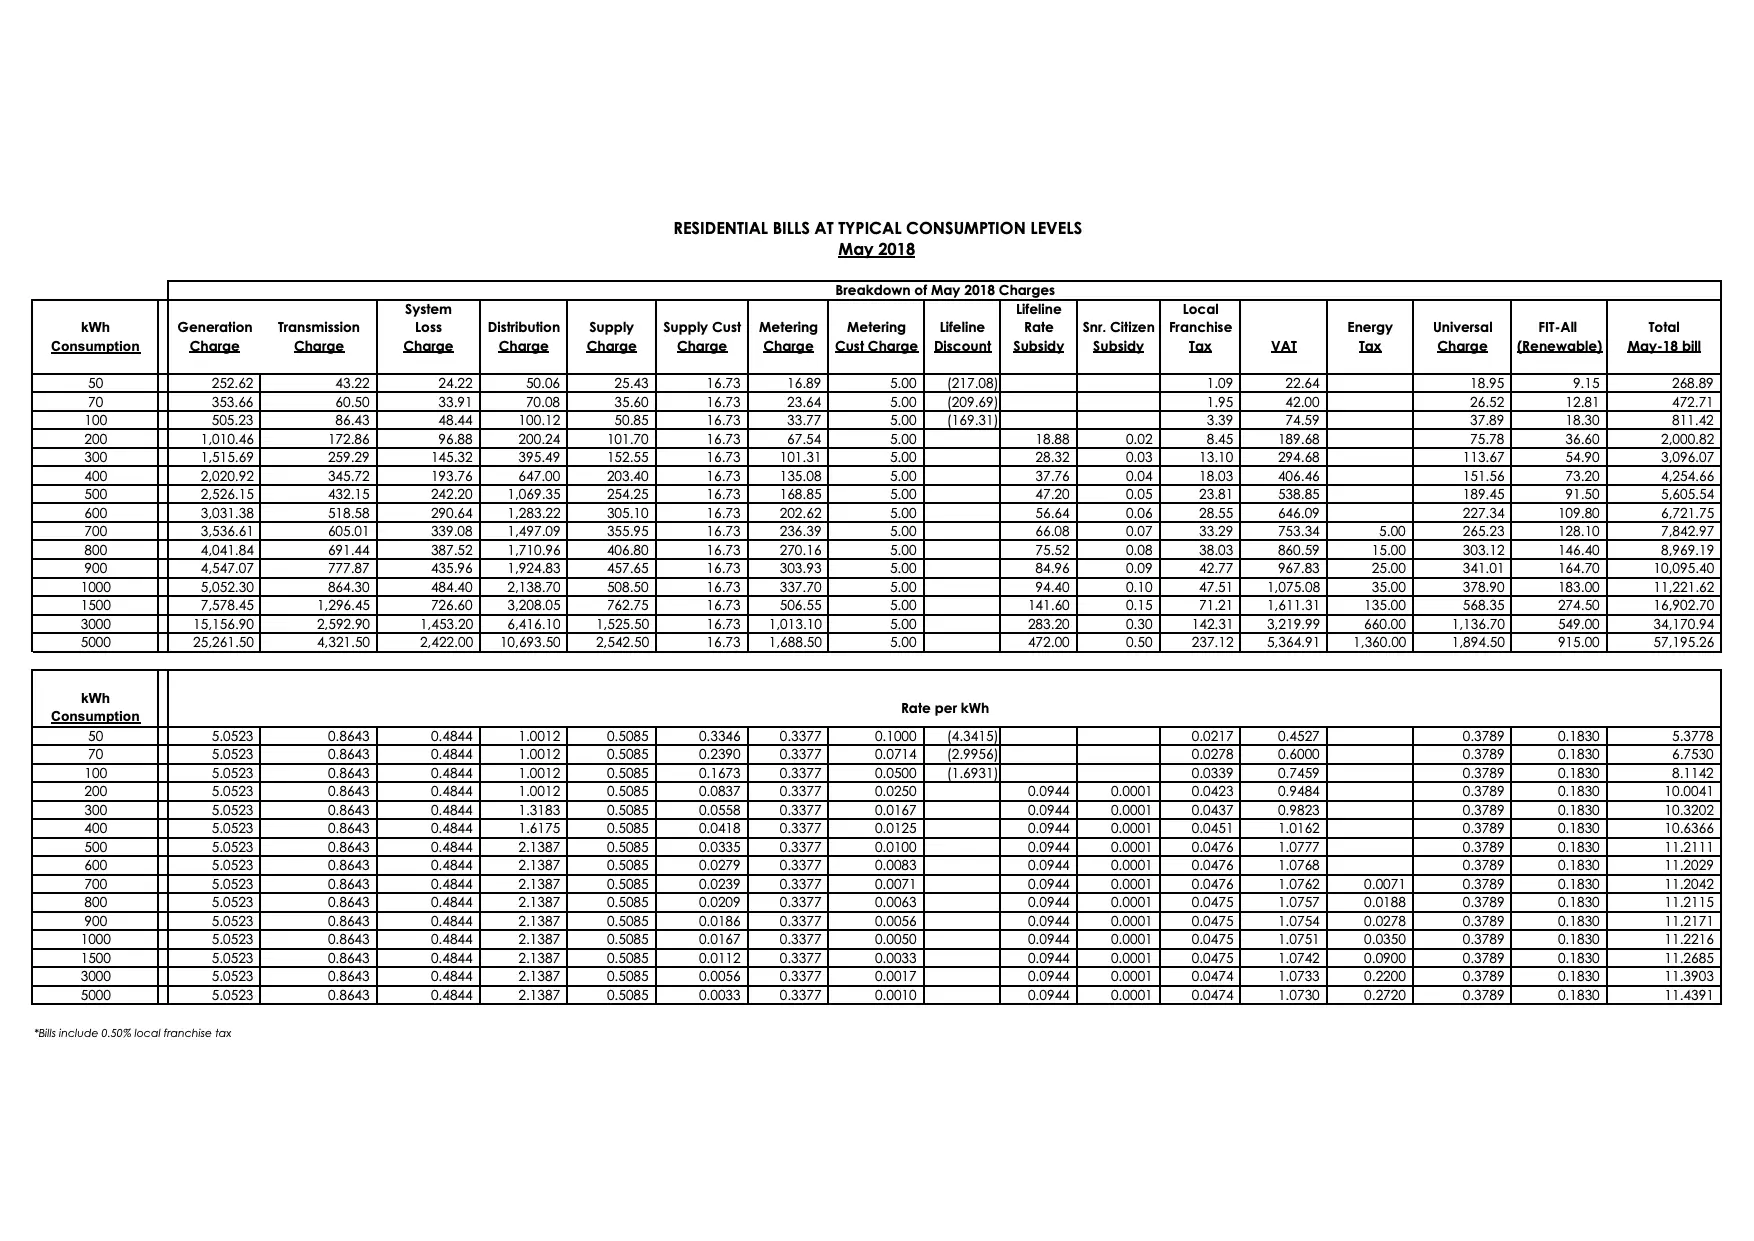 RESIDENTIAL BILLS AT TYPICAL CONSUMPTION LEVELS
May 2018
Breakdown of May 2018 Charges
kWh Consumption Generation Charge Transmission Charge System Loss Charge Distribution Charge Supply Charge Supply Cust Charge Metering Charge Metering Cust Charge Lifeline Discount Lifeline Rate Subsidy Snr. Citizen Subsidy Local Franchise Tax VAT Energy Tax Universal Charge FIT-All (Renewable) Total May-18 bill
50 252.62 43.22 24.22 50.06 25.43 16.73 16.89 5.00 (217.08) 1.09 22.64 18.95 9.15 268.89
70 353.66 60.50 33.91 70.08 35.60 16.73 23.64 5.00 (209.69) 1.95 42.00 26.52 12.81 472.71
100 505.23 86.43 48.44 100.12 50.85 16.73 33.77 5.00 (169.31) 3.39 74.59 37.89 18.30 811.42
200 1,010.46 172.86 96.88 200.24 101.70 16.73 67.54 5.00 18.88 0.02 8.45 189.68 75.78 36.60 2,000.82
300 1,515.69 259.29 145.32 395.49 152.55 16.73 101.31 5.00 28.32 0.03 13.10 294.68 113.67 54.90 3,096.07
400 2,020.92 345.72 193.76 647.00 203.40 16.73 135.08 5.00 37.76 0.04 18.03 406.46 151.56 73.20 4,254.66
500 2,526.15 432.15 242.20 1,069.35 254.25 16.73 168.85 5.00 47.20 0.05 23.81 538.85 189.45 91.50 5,605.54
600 3,031.38 518.58 290.64 1,283.22 305.10 16.73 202.62 5.00 56.64 0.06 28.55 646.09 227.34 109.80 6,721.75
700 3,536.61 605.01 339.08 1,497.09 355.95 16.73 236.39 5.00 66.08 0.07 33.29 753.34 5.00 265.23 128.10 7,842.97
800 4,041.84 691.44 387.52 1,710.96 406.80 16.73 270.16 5.00 75.52 0.08 38.03 860.59 15.00 303.12 146.40 8,969.19
900 4,547.07 777.87 435.96 1,924.83 457.65 16.73 303.93 5.00 84.96 0.09 42.77 967.83 25.00 341.01 164.70 10,095.40
1000 5,052.30 864.30 484.40 2,138.70 508.50 16.73 337.70 5.00 94.40 0.10 47.51 1,075.08 35.00 378.90 183.00 11,221.62
1500 7,578.45 1,296.45 726.60 3,208.05 762.75 16.73 506.55 5.00 141.60 0.15 71.21 1,611.31 135.00 568.35 274.50 16,902.70
3000 15,156.90 2,592.90 1,453.20 6,416.10 1,525.50 16.73 1,013.10 5.00 283.20 0.30 142.31 3,219.99 660.00 1,136.70 549.00 34,170.94
5000 25,261.50 4,321.50 2,422.00 10,693.50 2,542.50 16.73 1,688.50 5.00 472.00 0.50 237.12 5,364.91 1,360.00 1,894.50 915.00 57,195.26
kWh Consumption Rate per kWh
50 5.0523 0.8643 0.4844 1.0012 0.5085 0.3346 0.3377 0.1000 (4.3415) 0.0217 0.4527 0.3789 0.1830 5.3778
70 5.0523 0.8643 0.4844 1.0012 0.5085 0.2390 0.3377 0.0714 (2.9956) 0.0278 0.6000 0.3789 0.1830 6.7530
100 5.0523 0.8643 0.4844 1.0012 0.5085 0.1673 0.3377 0.0500 (1.6931) 0.0339 0.7459 0.3789 0.1830 8.1142
200 5.0523 0.8643 0.4844 1.0012 0.5085 0.0837 0.3377 0.0250 0.0944 0.0001 0.0423 0.9484 0.3789 0.1830 10.0041
300 5.0523 0.8643 0.4844 1.3183 0.5085 0.0558 0.3377 0.0167 0.0944 0.0001 0.0437 0.9823 0.3789 0.1830 10.3202
400 5.0523 0.8643 0.4844 1.6175 0.5085 0.0418 0.3377 0.0125 0.0944 0.0001 0.0451 1.0162 0.3789 0.1830 10.6366
500 5.0523 0.8643 0.4844 2.1387 0.5085 0.0335 0.3377 0.0100 0.0944 0.0001 0.0476 1.0777 0.3789 0.1830 11.2111
600 5.0523 0.8643 0.4844 2.1387 0.5085 0.0279 0.3377 0.0083 0.0944 0.0001 0.0476 1.0768 0.3789 0.1830 11.2029
700 5.0523 0.8643 0.4844 2.1387 0.5085 0.0239 0.3377 0.0071 0.0944 0.0001 0.0476 1.0762 0.0071 0.3789 0.1830 11.2042
800 5.0523 0.8643 0.4844 2.1387 0.5085 0.0209 0.3377 0.0063 0.0944 0.0001 0.0475 1.0757 0.0188 0.3789 0.1830 11.2115
900 5.0523 0.8643 0.4844 2.1387 0.5085 0.0186 0.3377 0.0056 0.0944 0.0001 0.0475 1.0754 0.0278 0.3789 0.1830 11.2171
1000 5.0523 0.8643 0.4844 2.1387 0.5085 0.0167 0.3377 0.0050 0.0944 0.0001 0.0475 1.0751 0.0350 0.3789 0.1830 11.2216
1500 5.0523 0.8643 0.4844 2.1387 0.5085 0.0112 0.3377 0.0033 0.0944 0.0001 0.0475 1.0742 0.0900 0.3789 0.1830 11.2685
3000 5.0523 0.8643 0.4844 2.1387 0.5085 0.0056 0.3377 0.0017 0.0944 0.0001 0.0474 1.0733 0.2200 0.3789 0.1830 11.3903
5000 5.0523 0.8643 0.4844 2.1387 0.5085 0.0033 0.3377 0.0010 0.0944 0.0001 0.0474 1.0730 0.2720 0.3789 0.1830 11.4391
*Bills include 0.50% local franchise tax